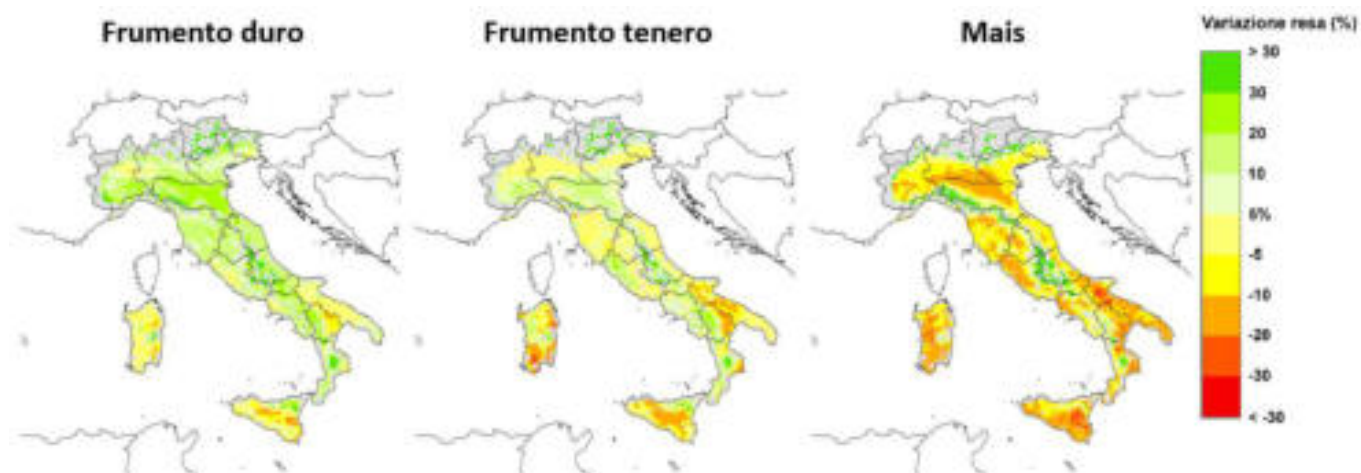 Frumento duro
Frumento tenero
Mais
Variazione resa (%)
> 30
30
20
10
0%
-5
-10
-20
-30
< -30